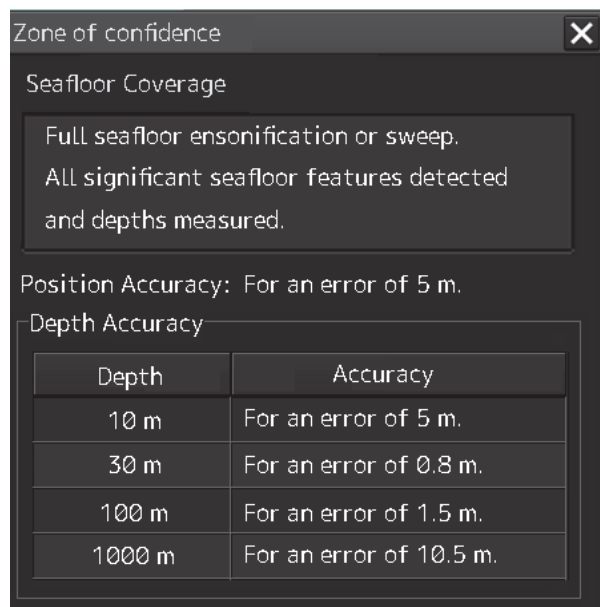 Zone of confidence
Seafloor Coverage
Full seafloor ensonification or sweep.
All significant seafloor features detected
and depths measured.
Position Accuracy: For an error of 5 m.
Depth Accuracy
Depth Accuracy
10 m For an error of 5 m.
30 m For an error of 0.8 m.
100 m For an error of 1.5 m.
1000 m For an error of 10.5 m.